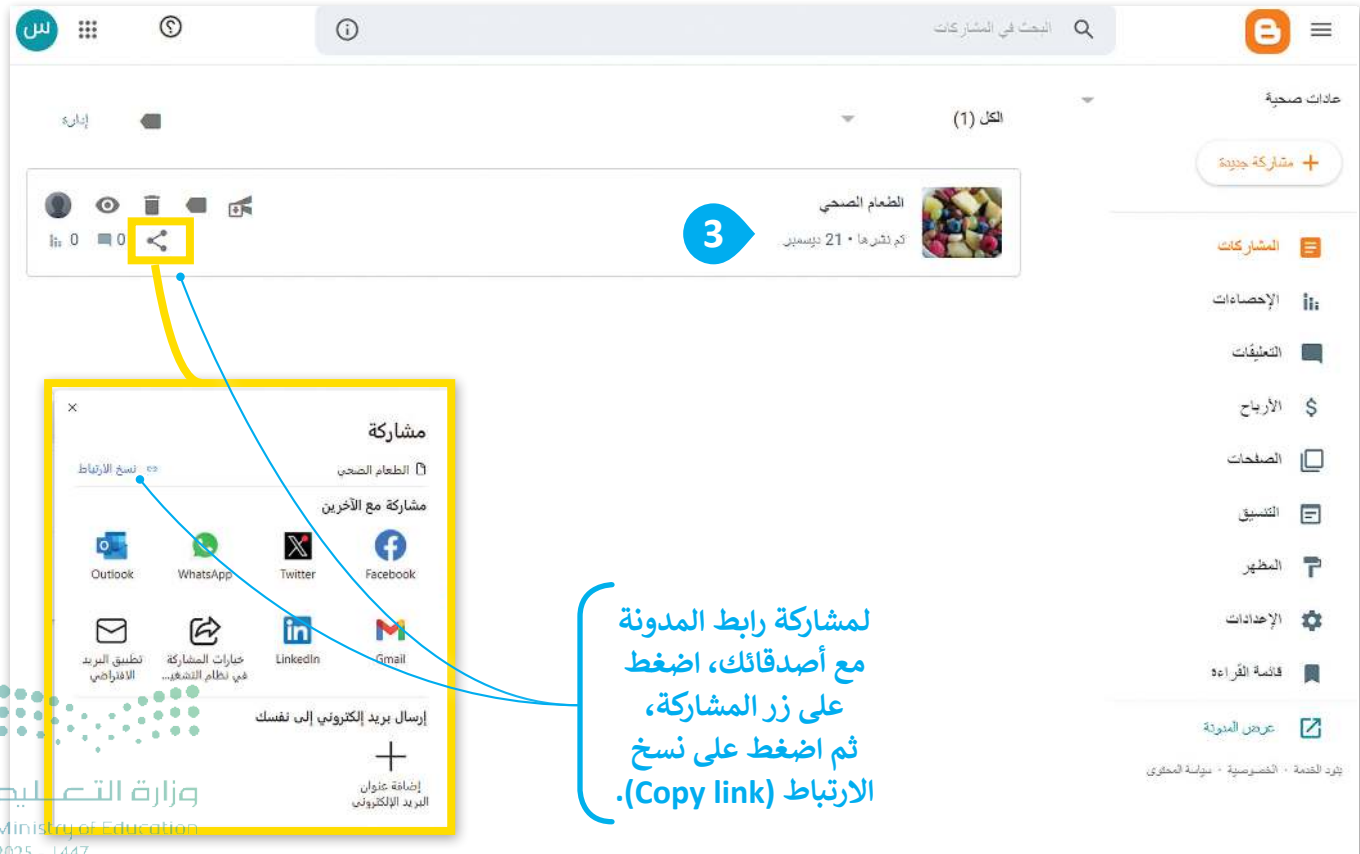 البحث في المشاركات
س
عادات صحية
مشاركة جديدة
المشاركات
الإحصاءات
التعليقات
الأرباح
$
الصفحات
التنسيق
المظهر
الإعدادات
قائمة القراءة
عرض المدونة
بنود الخدمة · الخصوصية · سياسة المحتوى
الكل (1)
إدارة
الطعام الصحي
تم نشرها • 21 ديسمبر
3
0
0
مشاركة
الطعام الصحي
نسخ الارتباط
مشاركة مع الآخرين
Facebook
Twitter
WhatsApp
Outlook
Gmail
LinkedIn
خيارات المشاركة
في نظام التشغيـ...
تطبيق البريد
الافتراضي
إرسال بريد إلكتروني إلى نفسك
إضافة عنوان
البريد الإلكتروني
لمشاركة رابط المدونة
مع أصدقائك، اضغط
على زر المشاركة،
ثم اضغط على نسخ
الارتباط (Copy link).
وزارة التعليم
Ministry of Education
2025 - 1447